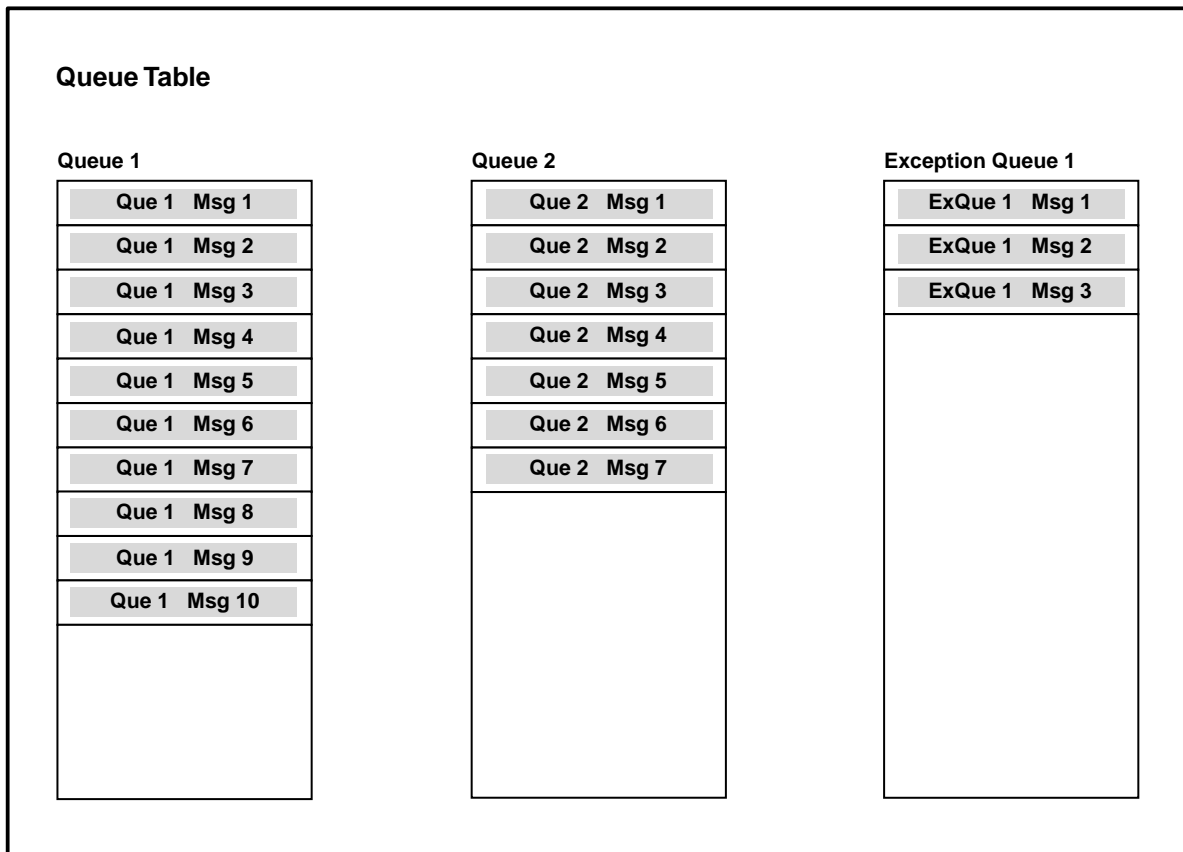 Queue Table
Queue 1
Que 1 Msg 1
Que 1 Msg 2
Que 1 Msg 3
Que 1 Msg 4
Que 1 Msg 5
Que 1 Msg 6
Que 1 Msg 7
Que 1 Msg 8
Que 1 Msg 9
Que 1 Msg 10
Queue 2
Que 2 Msg 1
Que 2 Msg 2
Que 2 Msg 3
Que 2 Msg 4
Que 2 Msg 5
Que 2 Msg 6
Que 2 Msg 7
Exception Queue 1
ExQue 1 Msg 1
ExQue 1 Msg 2
ExQue 1 Msg 3